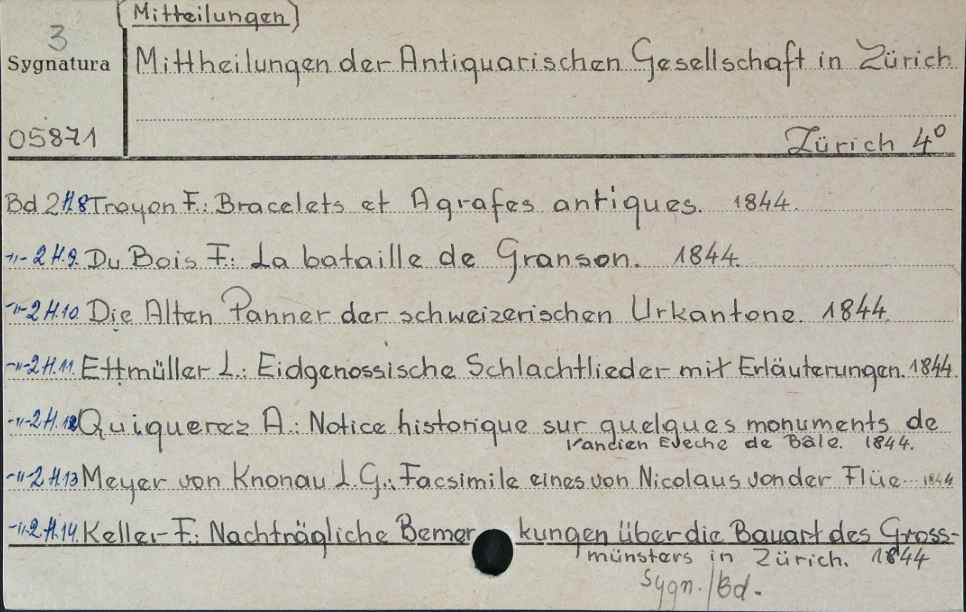 (Mitteilungen)
3
Sygnatura
Mittheilungen der Antiquarischen Gesellschaft in Zürich
05871
Zürich 4°
Bd 2 H.8 Troyon F.: Bracelets et Agrafes antiques. 1844.
-"- 2 H.9. Du Bois F.: La bataille de Granson. 1844.
-"- 2 H.10. Die Alten Panner der schweizerischen Urkantone. 1844.
-"- 2 H.11. Ettmüller L.: Eidgenossische Schlachtlieder mit Erläuterungen. 1844.
-"- 2 H.12 Quiquerez A.: Notice historique sur quelques monuments de
l'ancien Eveche de Bâle. 1844.
-"- 2 H.13 Meyer von Knonau L.G.: Facsimile eines von Nicolaus von der Flüe... 1844
-"- 2 H.14. Keller F.: Nachträgliche Bemerkungen über die Bauart des Gross-
münsters in Zürich. 1844
Sygn./Bd.